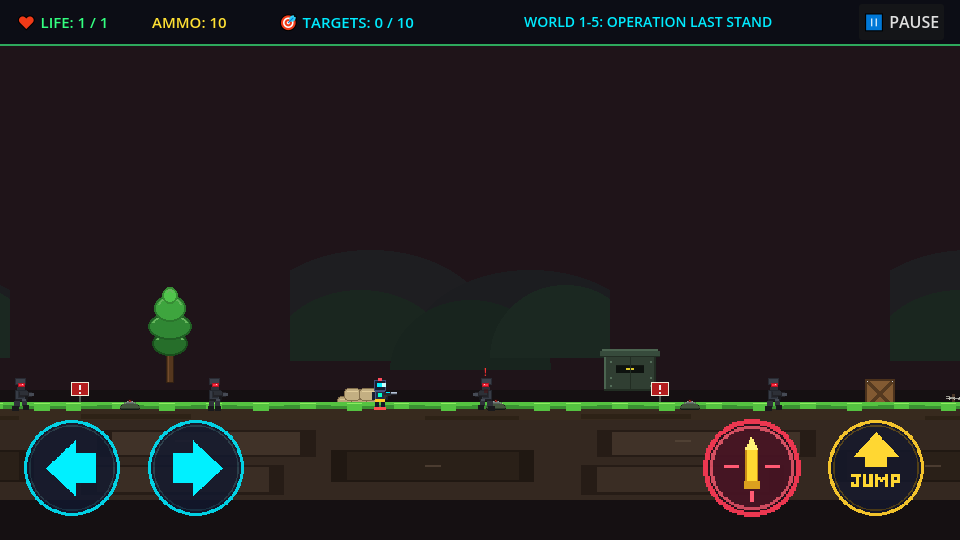 LIFE: 1 / 1
AMMO: 10
TARGETS: 0 / 10
WORLD 1-5: OPERATION LAST STAND
PAUSE
!
!
!
JUMP